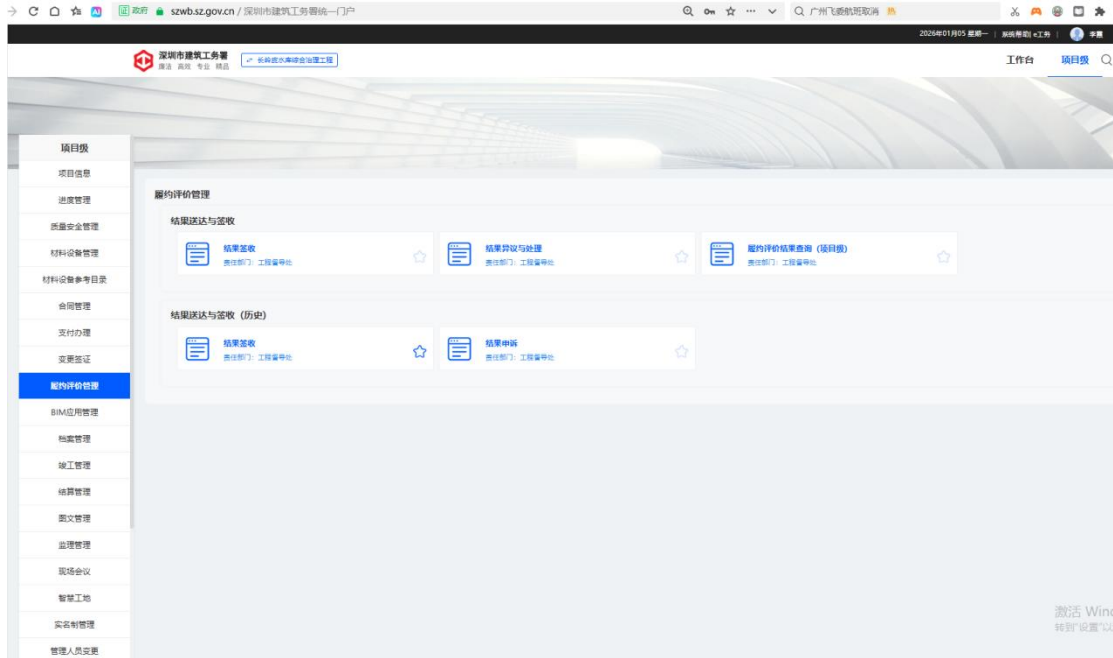 政府 szwb.sz.gov.cn / 深圳市建筑工务署统一门户 广州飞委航班取消 热
2026年01月05 星期一 | 系统帮助| e工务 |
深圳市建筑工务署
廉洁 高效 专业 精品
工作台 项目级
项目级
项目信息
进度管理
质量安全管理
材料设备管理
材料设备参考目录
合同管理
支付办理
变更签证
履约评价管理
BIM应用管理
档案管理
竣工管理
结算管理
图文管理
监理管理
现场会议
智慧工地
实名制管理
管理人员变更
履约评价管理
结果送达与签收
结果签收
责任部门：工程督导处
结果异议与处理
责任部门：工程督导处
履约评价结果查询（项目级）
责任部门：工程督导处
结果送达与签收（历史）
结果签收
责任部门：工程督导处
结果申诉
责任部门：工程督导处
激活 Wind
转到"设置"以